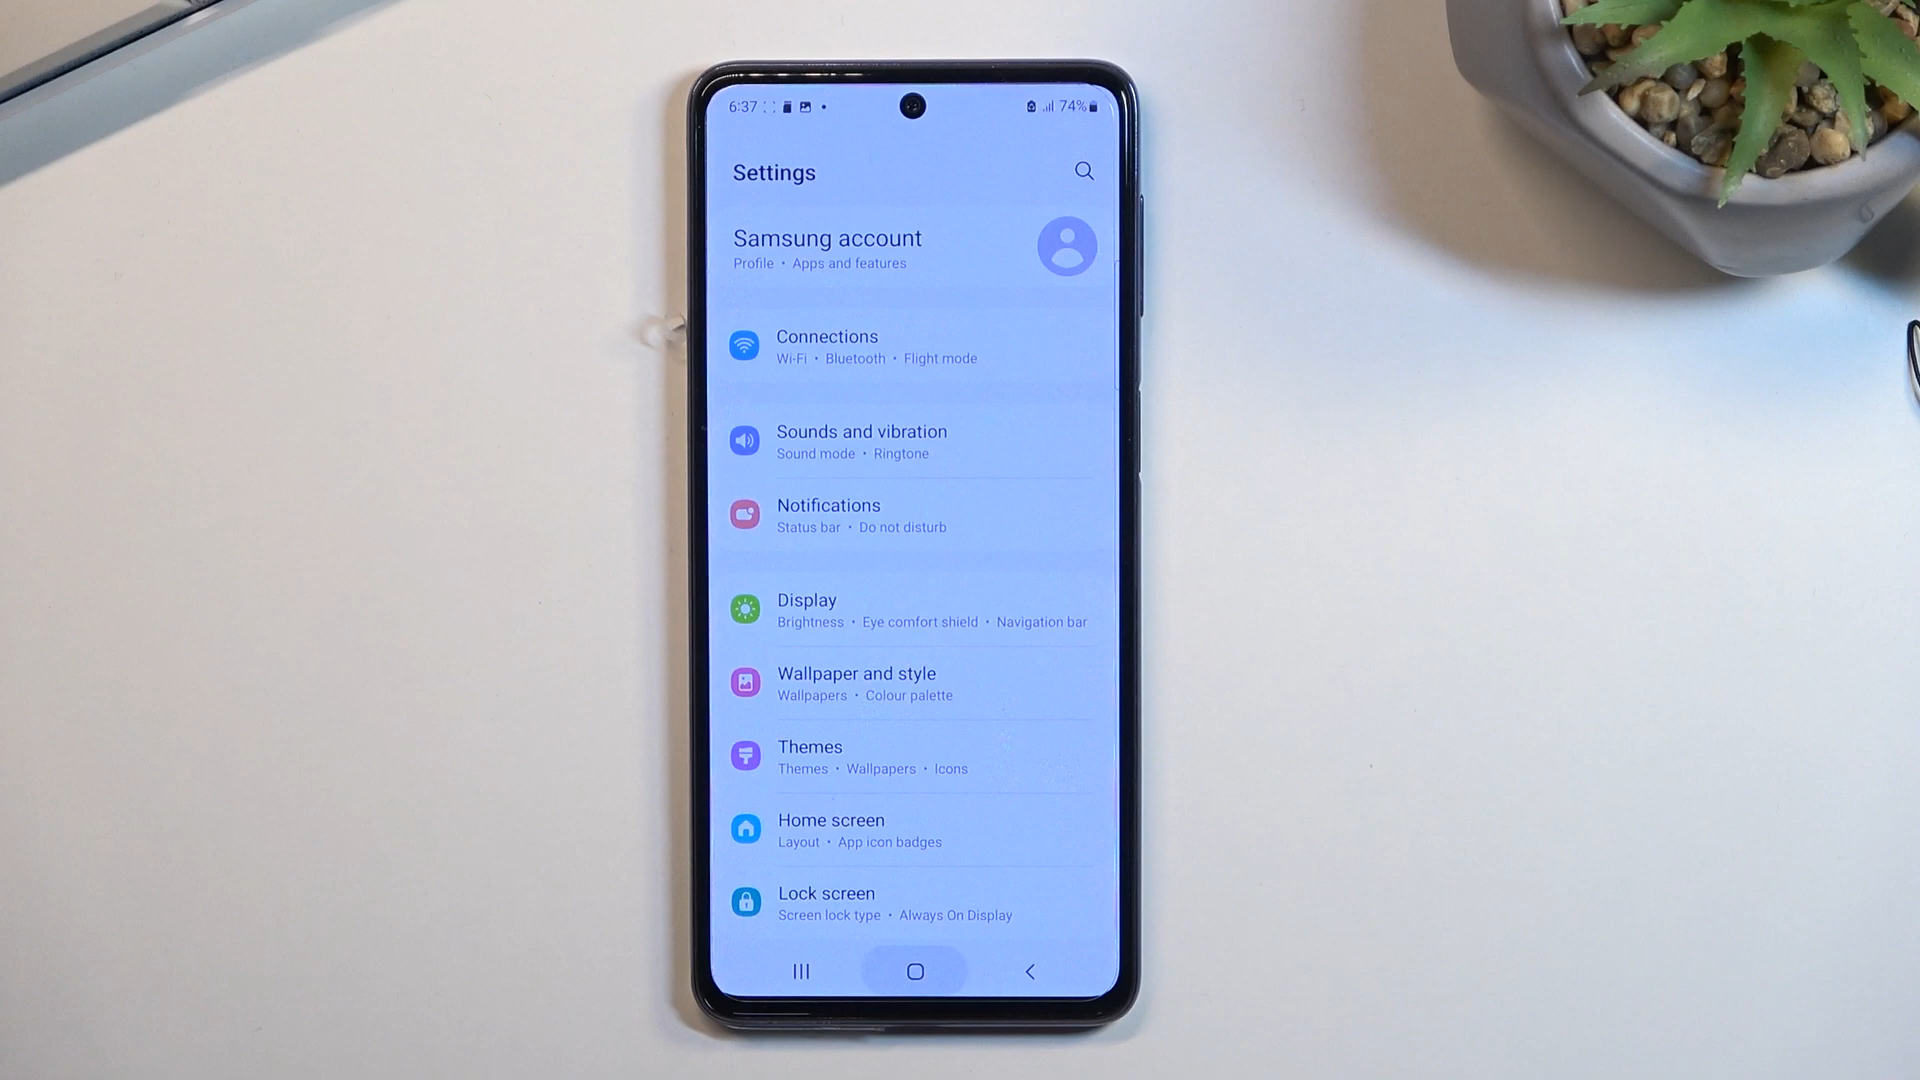 6:37 74%
Settings
Samsung account
Profile • Apps and features
Connections
Wi-Fi • Bluetooth • Flight mode
Sounds and vibration
Sound mode • Ringtone
Notifications
Status bar • Do not disturb
Display
Brightness • Eye comfort shield • Navigation bar
Wallpaper and style
Wallpapers • Colour palette
Themes
Themes • Wallpapers • Icons
Home screen
Layout • App icon badges
Lock screen
Screen lock type • Always On Display